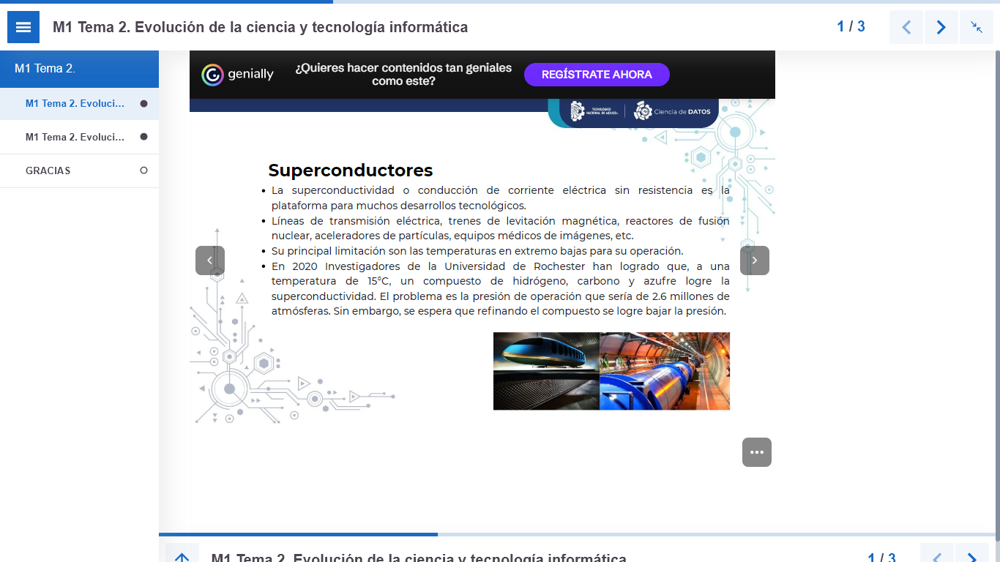 M1 Tema 2. Evolución de la ciencia y tecnología informática
1 / 3
M1 Tema 2.
M1 Tema 2. Evoluci...
M1 Tema 2. Evoluci...
GRACIAS
genially
¿Quieres hacer contenidos tan geniales
como este?
REGÍSTRATE AHORA
TECNOLÓGICO
NACIONAL DE MÉXICO
Ciencia de DATOS
Superconductores
• La superconductividad o conducción de corriente eléctrica sin resistencia es la
plataforma para muchos desarrollos tecnológicos.
• Líneas de transmisión eléctrica, trenes de levitación magnética, reactores de fusión
nuclear, aceleradores de partículas, equipos médicos de imágenes, etc.
• Su principal limitación son las temperaturas en extremo bajas para su operación.
• En 2020 Investigadores de la Universidad de Rochester han logrado que, a una
temperatura de 15°C, un compuesto de hidrógeno, carbono y azufre logre la
superconductividad. El problema es la presión de operación que sería de 2.6 millones de
atmósferas. Sin embargo, se espera que refinando el compuesto se logre bajar la presión.
M1 Tema 2. Evolución de la ciencia y tecnología informática
1 / 3